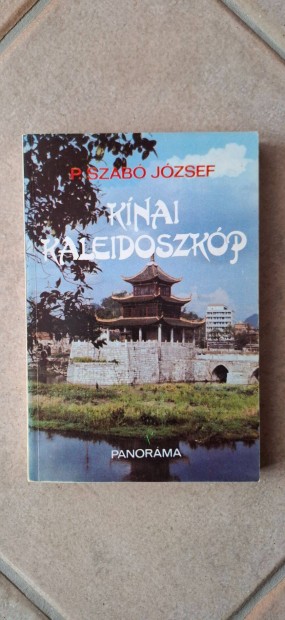 P. SZABÓ JÓZSEF
KÍNAI
KALEIDOSZKÓP
PANORÁMA